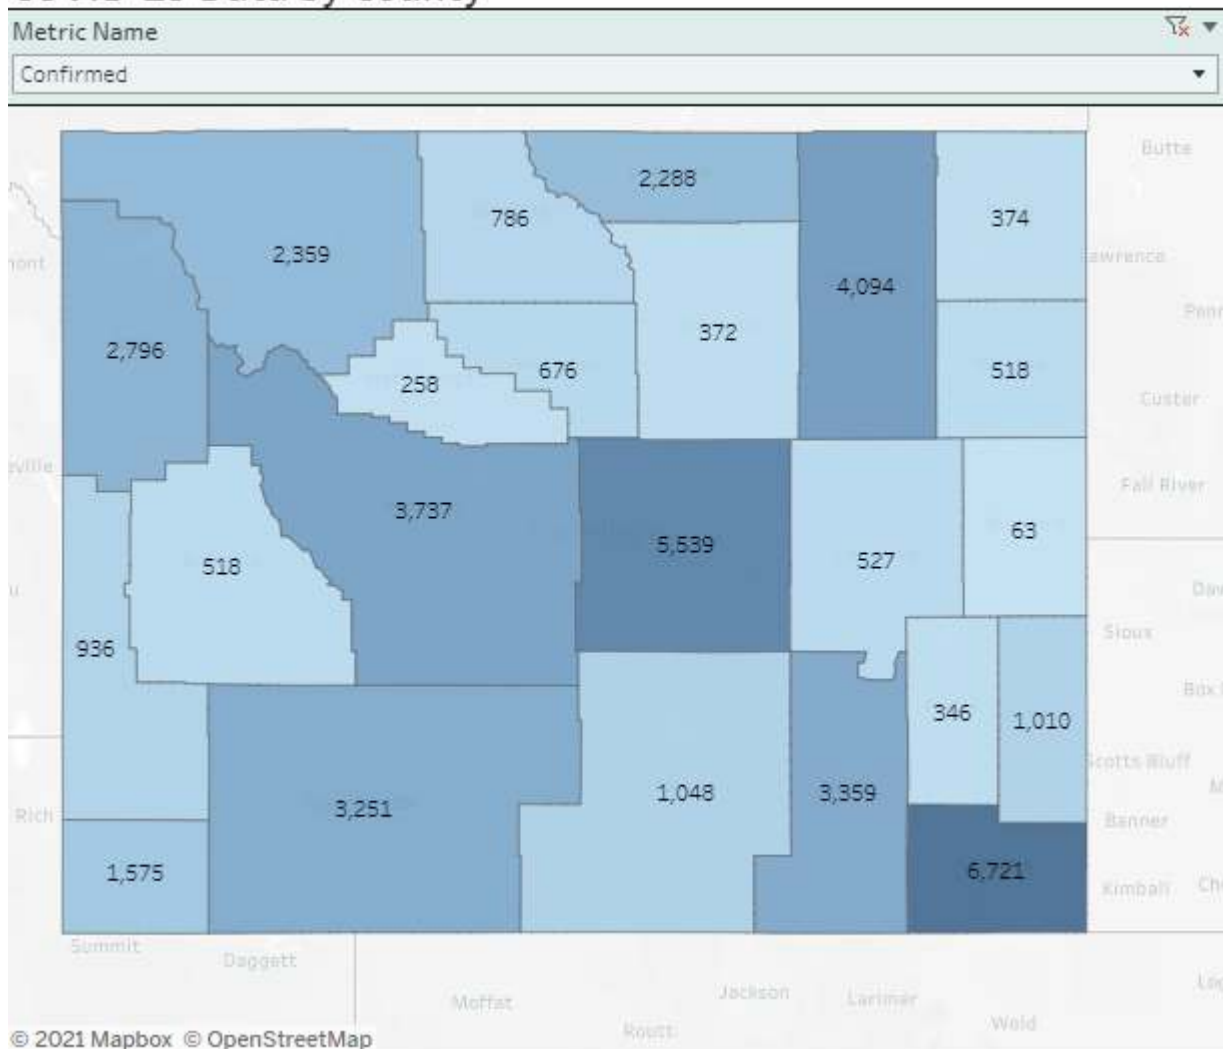 Metric Name
Confirmed
Butte
2,288
786
374
2,359
4,094
372
2,796
676
518
258
Custer
Fall River
3,737
5,539
63
518
527
Sioux
936
346
1,010
Scotts Bluff
3,251
1,048
3,359
Rich
Banner
1,575
6,721
Kimball
Summit
Daggett
Moffat
Jackson
Larimer
Weld
Routt
© 2021 Mapbox © OpenStreetMap